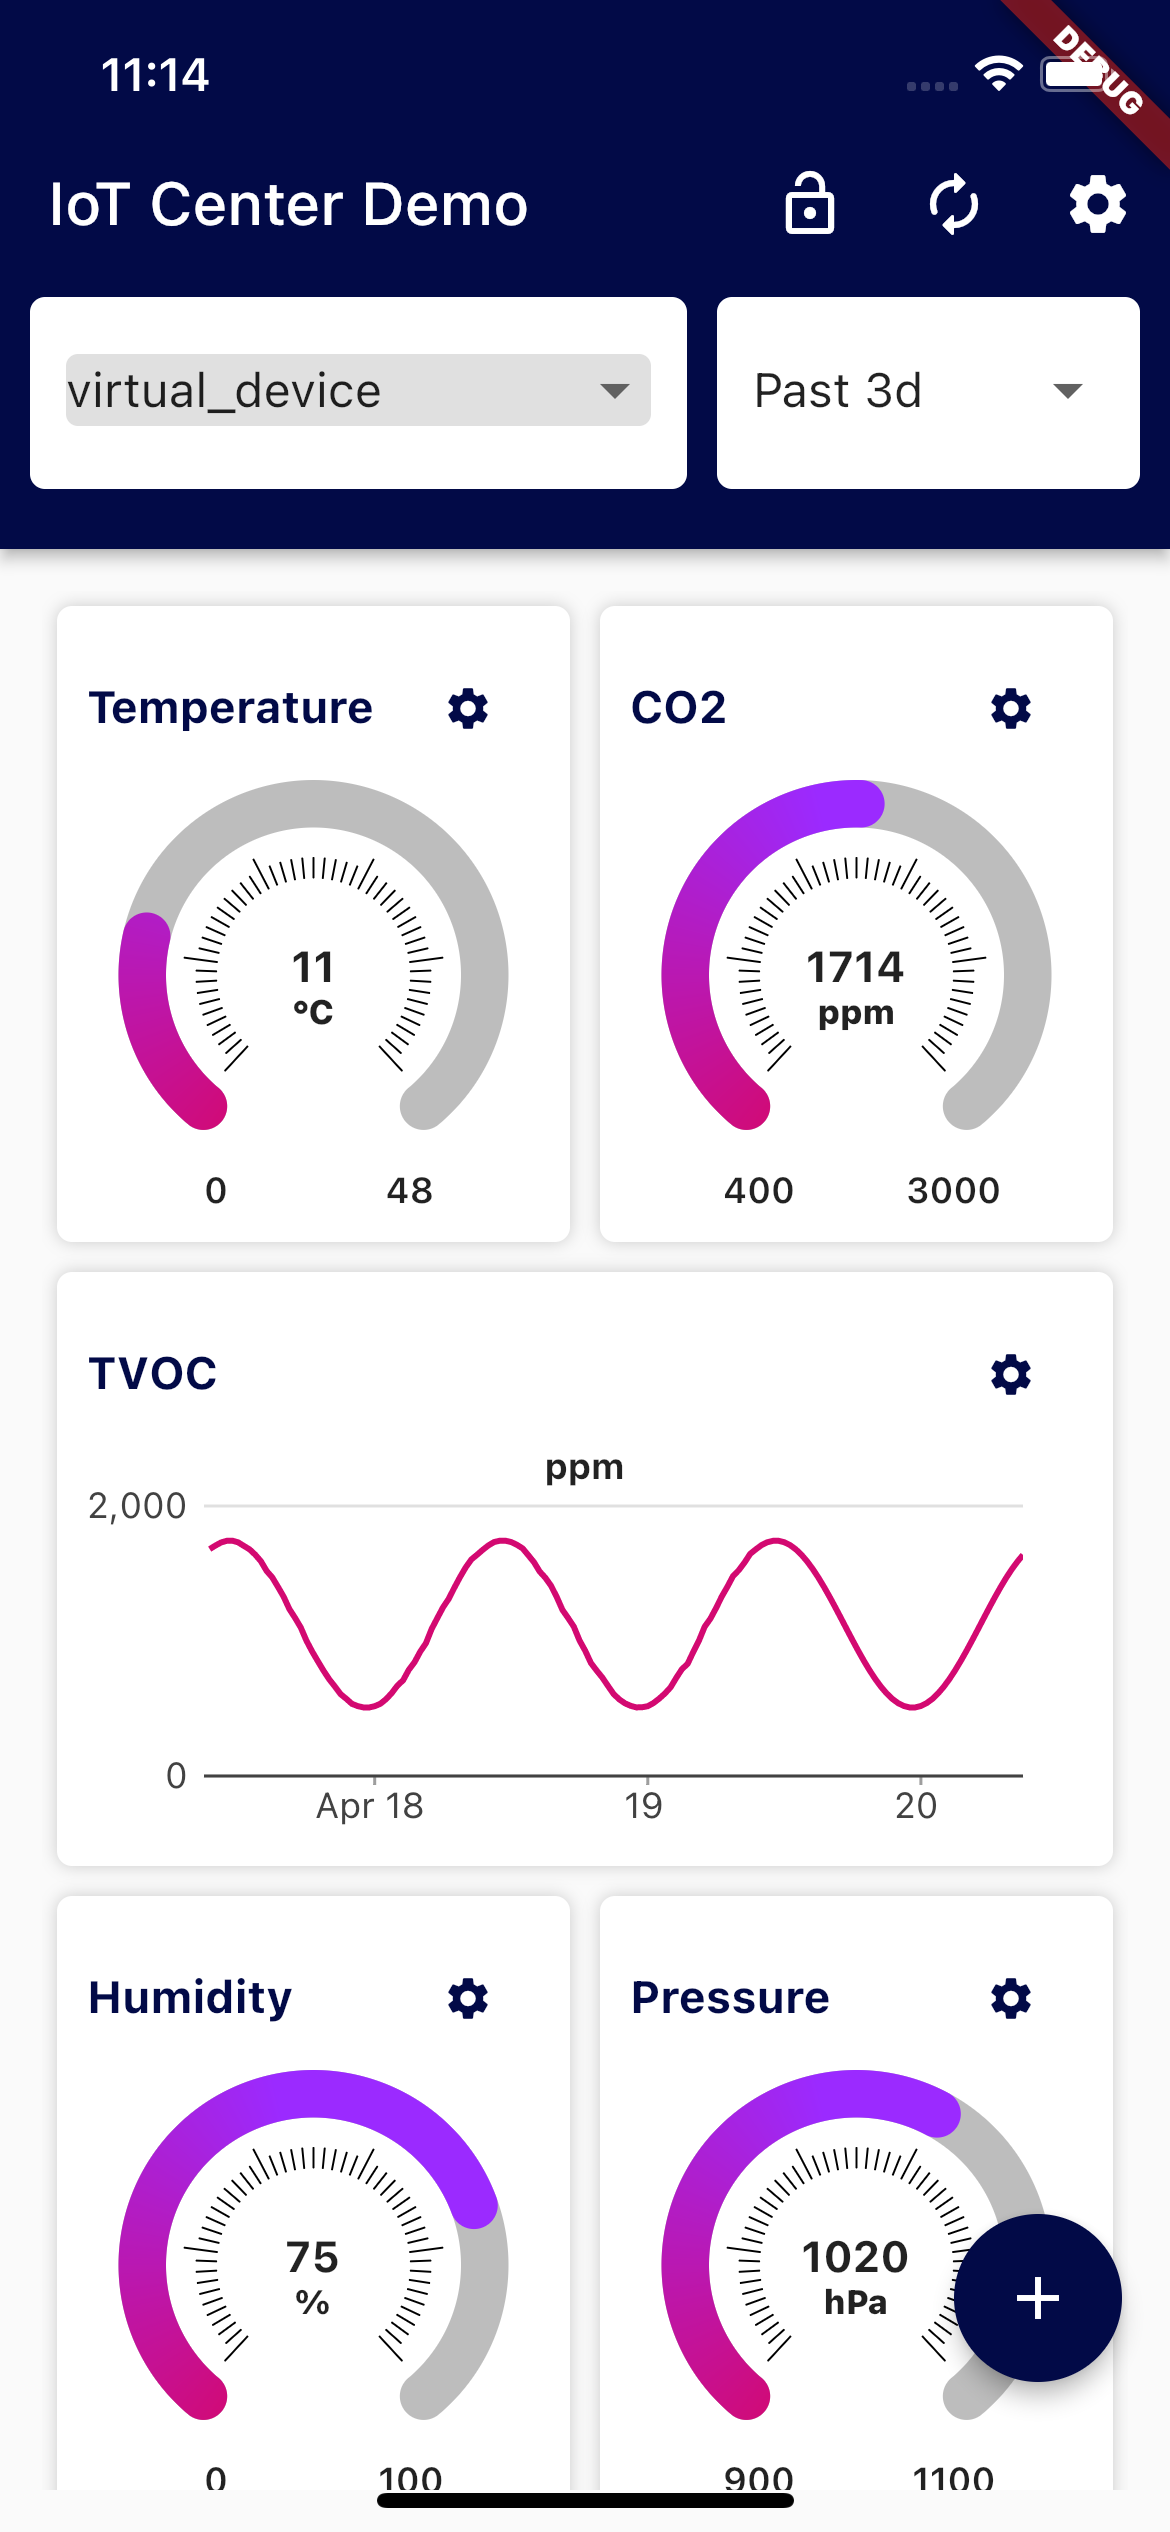 11:14
DEBUG
IoT Center Demo
virtual_device
Past 3d
Temperature
CO2
11
°C
1714
ppm
0
48
400
3000
TVOC
ppm
2,000
0
Apr 18
19
20
Humidity
Pressure
75
%
1020
hPa
0
100
900
1100